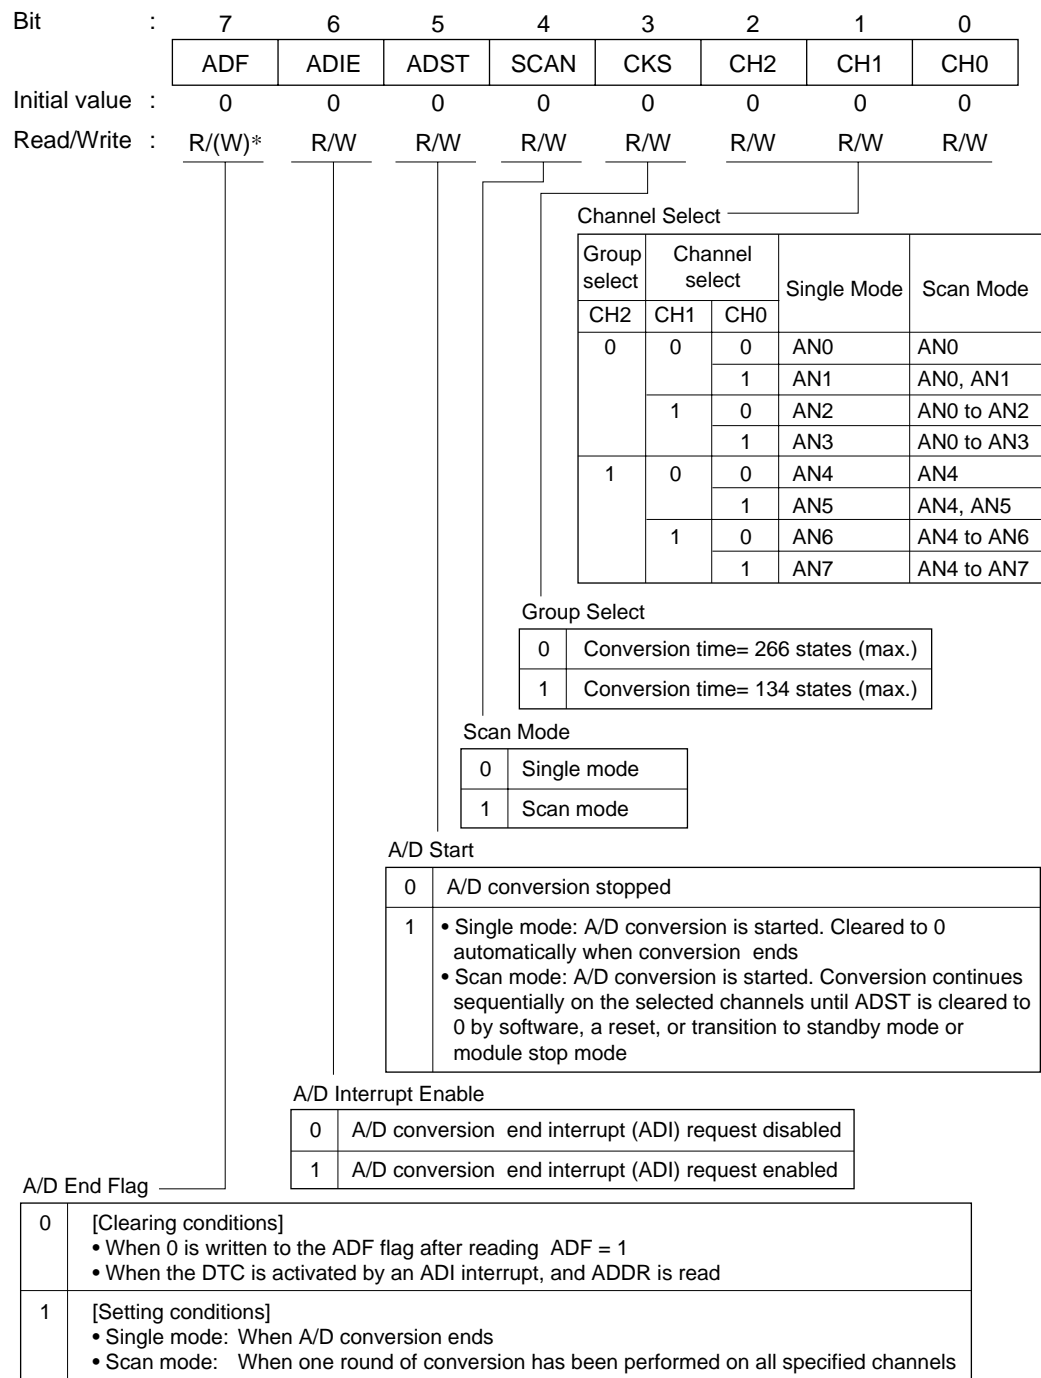 Bit : 7 6 5 4 3 2 1 0
ADF ADIE ADST SCAN CKS CH2 CH1 CH0
Initial value : 0 0 0 0 0 0 0 0
Read/Write : R/(W)* R/W R/W R/W R/W R/W R/W R/W
Channel Select
Group select Channel select Single Mode Scan Mode
CH2 CH1 CH0
0 0 0 AN0 AN0
1 AN1 AN0, AN1
1 0 AN2 AN0 to AN2
1 AN3 AN0 to AN3
1 0 0 AN4 AN4
1 AN5 AN4, AN5
1 0 AN6 AN4 to AN6
1 AN7 AN4 to AN7
Group Select
0 Conversion time= 266 states (max.)
1 Conversion time= 134 states (max.)
Scan Mode
0 Single mode
1 Scan mode
A/D Start
0 A/D conversion stopped
1 • Single mode: A/D conversion is started. Cleared to 0
automatically when conversion ends
• Scan mode: A/D conversion is started. Conversion continues
sequentially on the selected channels until ADST is cleared to
0 by software, a reset, or transition to standby mode or
module stop mode
A/D Interrupt Enable
0 A/D conversion end interrupt (ADI) request disabled
1 A/D conversion end interrupt (ADI) request enabled
A/D End Flag
0 [Clearing conditions]
• When 0 is written to the ADF flag after reading ADF = 1
• When the DTC is activated by an ADI interrupt, and ADDR is read
1 [Setting conditions]
• Single mode: When A/D conversion ends
• Scan mode: When one round of conversion has been performed on all specified channels